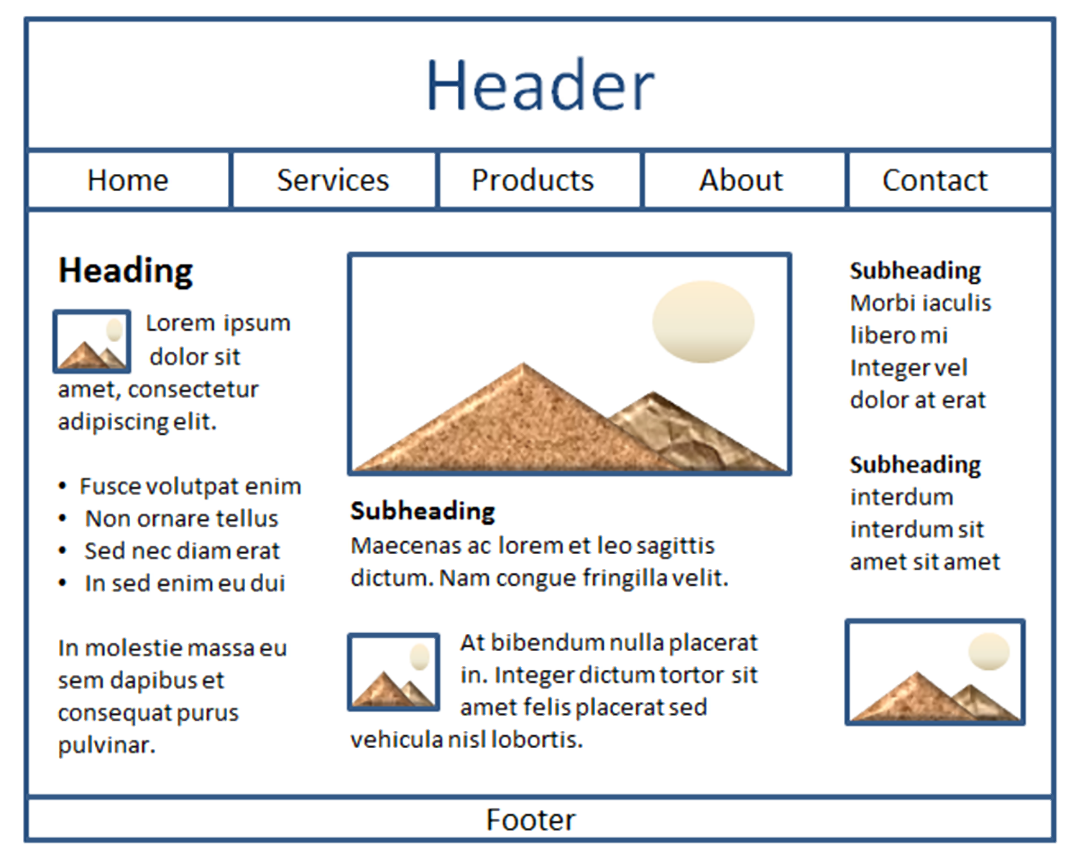 Header
Home Services Products About Contact
Heading
Lorem ipsum
dolor sit
amet, consectetur
adipiscing elit.
• Fusce volutpat enim
• Non ornare tellus
• Sed nec diam erat
• In sed enim eu dui
In molestie massa eu
sem dapibus et
consequat purus
pulvinar.
Subheading
Maecenas ac lorem et leo sagittis
dictum. Nam congue fringilla velit.
At bibendum nulla placerat
in. Integer dictum tortor sit
amet felis placerat sed
vehicula nisl lobortis.
Subheading
Morbi iaculis
libero mi
Integer vel
dolor at erat
Subheading
interdum
interdum sit
amet sit amet
Footer